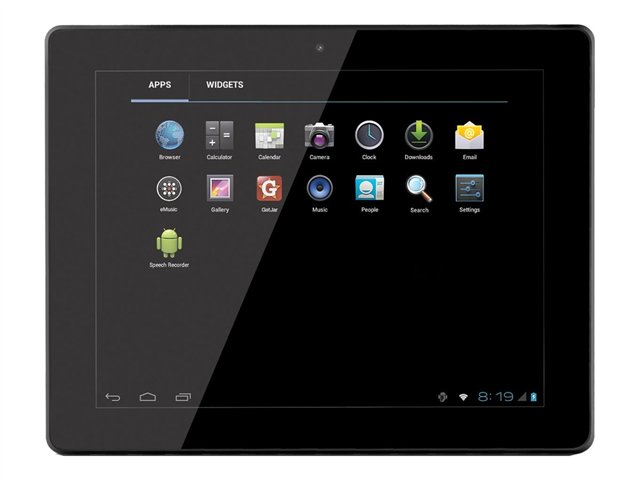 APPS WIDGETS
Browser Calculator Calendar Camera Clock Downloads Email
eMusic Gallery GetJar Music People Search Settings
Speech Recorder
8:19